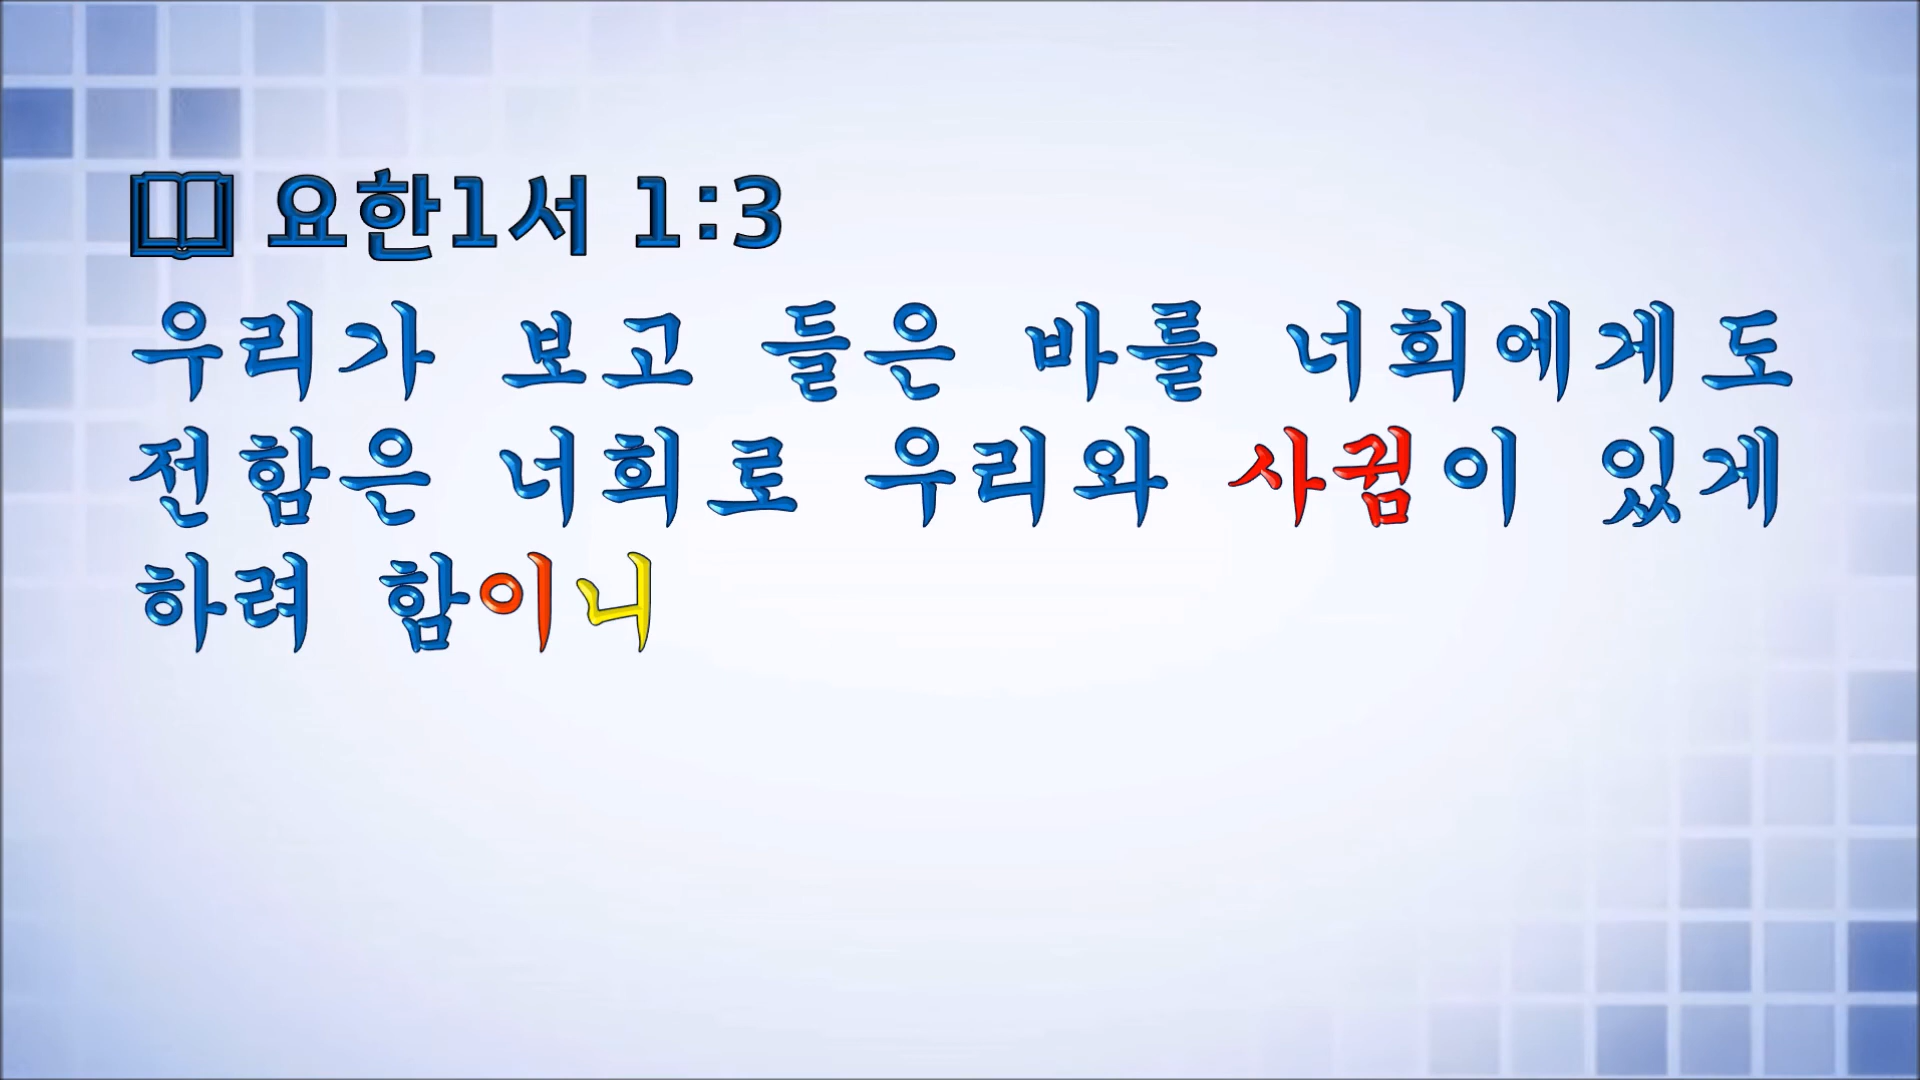 요한1서 1:3
우리가 보고 들은 바를 너희에게도
전함은 너희로 우리와 사귐이 있게
하려 함이니